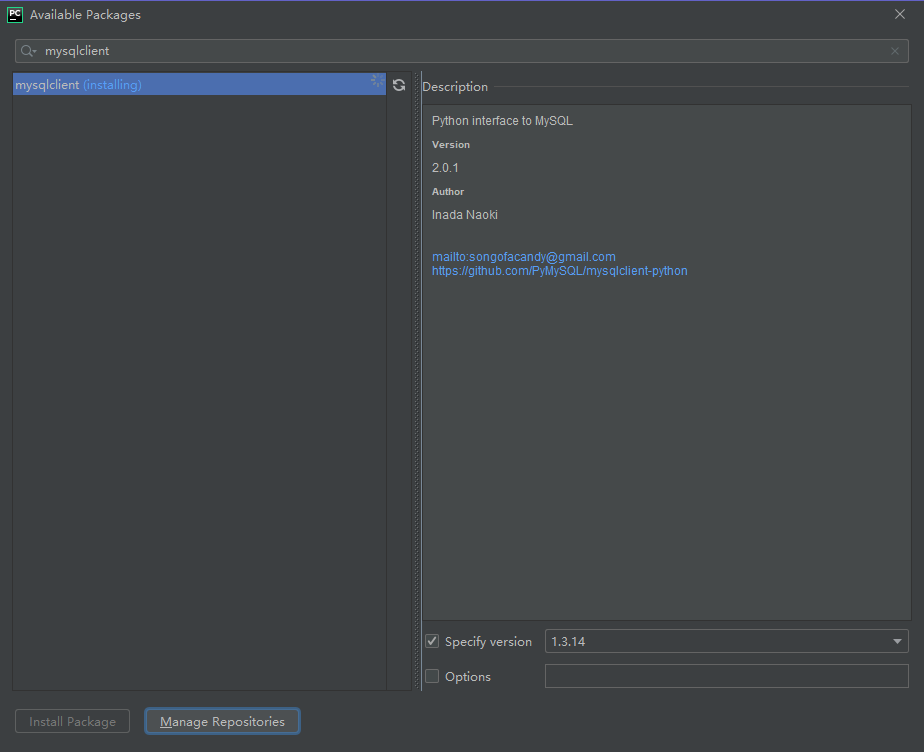 PC Available Packages
mysqlclient
mysqlclient (installing)
Description
Python interface to MySQL
Version
2.0.1
Author
Inada Naoki
mailto:songofacandy@gmail.com
https://github.com/PyMySQL/mysqlclient-python
Specify version 1.3.14
Options
Install Package Manage Repositories